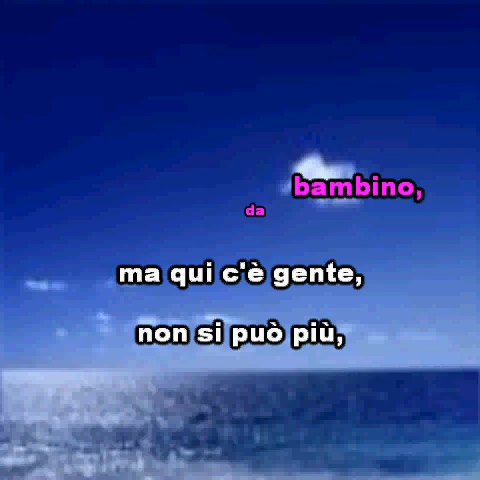 da bambino,
ma qui c'è gente,
non si può più,